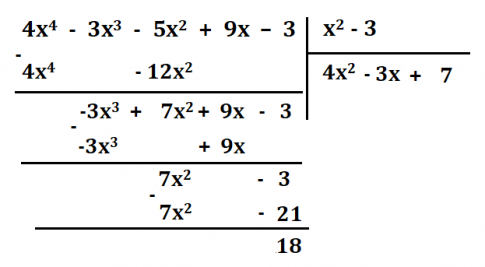 4x⁴ - 3x³ - 5x² + 9x - 3 x² - 3
-
4x⁴ - 12x² 4x² - 3x + 7
-3x³ + 7x² + 9x - 3
-
-3x³ + 9x
7x² - 3
-
7x² - 21
18